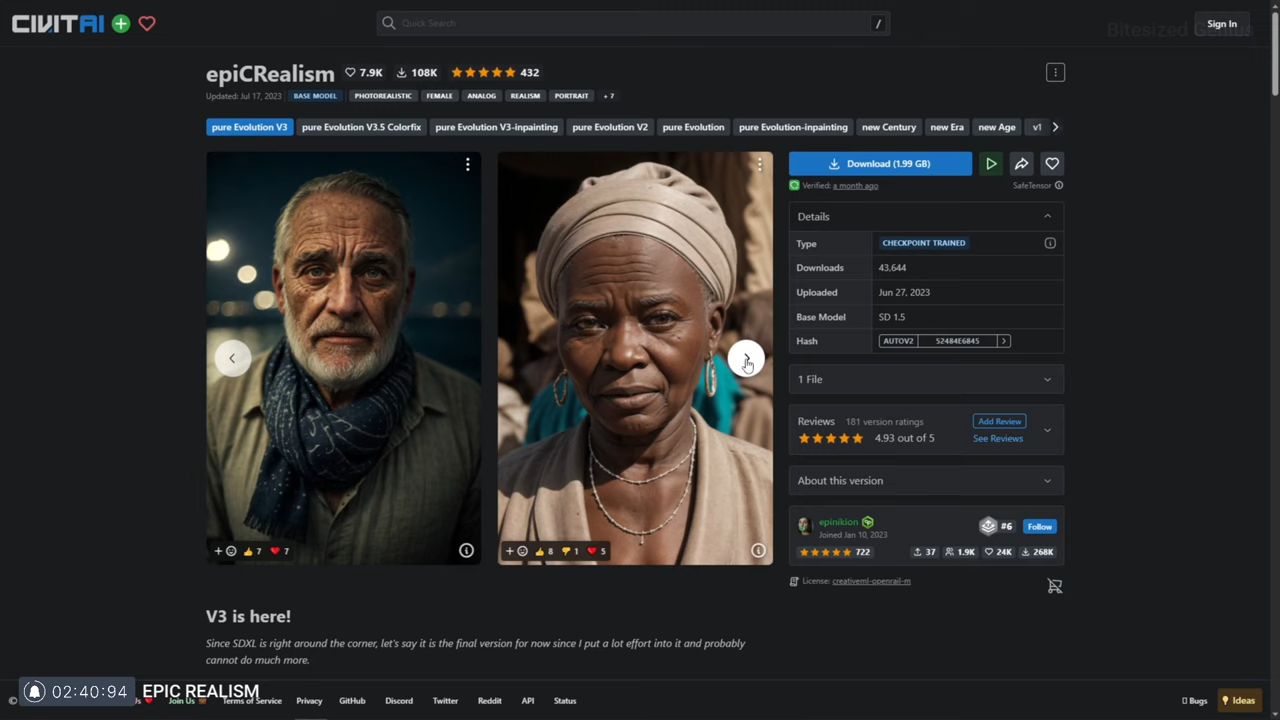 CIVITAI
Quick Search
/
Sign In
Bitesized Genius
epiCRealism
7.9K
108K
432
Updated: Jul 17, 2023
BASE MODEL
PHOTOREALISTIC
FEMALE
ANALOG
REALISM
PORTRAIT
+ 7
pure Evolution V3
pure Evolution V3.5 Colorfix
pure Evolution V3-inpainting
pure Evolution V2
pure Evolution
pure Evolution-inpainting
new Century
new Era
new Age
v1
Download (1.99 GB)
Verified: a month ago
SafeTensor
Details
Type
CHECKPOINT TRAINED
Downloads
43,644
Uploaded
Jun 27, 2023
Base Model
SD 1.5
Hash
AUTOV2
52484E6845
1 File
Reviews
181 version ratings
Add Review
4.93 out of 5
See Reviews
About this version
epinikion
#6
Follow
Joined Jan 10, 2023
722
37
1.9K
24K
268K
7
7
8
1
5
License: creativeml-openrail-m
V3 is here!
Since SDXL is right around the corner, let's say it is the final version for now since I put a lot effort into it and probably
cannot do much more.
02:40:94
EPIC REALISM
©
Join Us
Terms of Service
Privacy
GitHub
Discord
Twitter
Reddit
API
Status
Bugs
Ideas